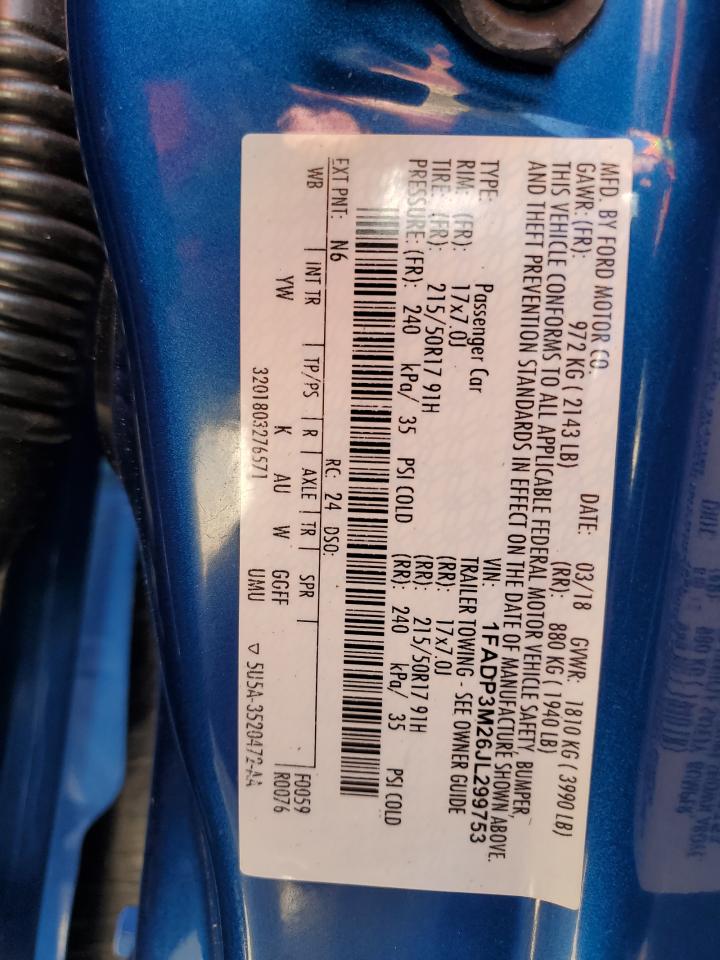 MFD. BY FORD MOTOR CO.
DATE: 03/18 GVWR: 1810 KG ( 3990 LB)
GAWR: (FR): 972 KG ( 2143 LB) (RR): 880 KG ( 1940 LB)
THIS VEHICLE CONFORMS TO ALL APPLICABLE FEDERAL MOTOR VEHICLE SAFETY, BUMPER,
AND THEFT PREVENTION STANDARDS IN EFFECT ON THE DATE OF MANUFACTURE SHOWN ABOVE.
VIN: 1FADP3M26JL299753
TYPE: Passenger Car TRAILER TOWING - SEE OWNER GUIDE
RIM: (FR): 17x7.0J (RR): 17x7.0J
TIRE: (FR): 215/50R17 91H (RR): 215/50R17 91H
PRESSURE: (FR): 240 kPa/ 35 PSI COLD (RR): 240 kPa/ 35 PSI COLD
EXT PNT: N6 RC: 24 DSO: F0059
WB INT TR TP/PS R AXLE TR SPR R0076
YW K AU W GGFF
3201803276571 UMU ▽ 5U5A-3520472-AA